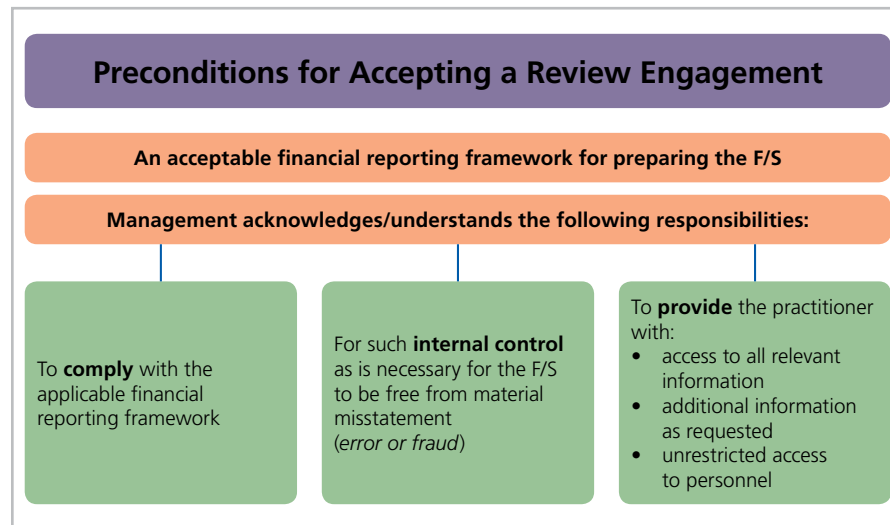 Preconditions for Accepting a Review Engagement
An acceptable financial reporting framework for preparing the F/S
Management acknowledges/understands the following responsibilities:
To comply with the
applicable financial
reporting framework
For such internal control
as is necessary for the F/S
to be free from material
misstatement
(error or fraud)
To provide the practitioner
with:
• access to all relevant
information
• additional information
as requested
• unrestricted access
to personnel